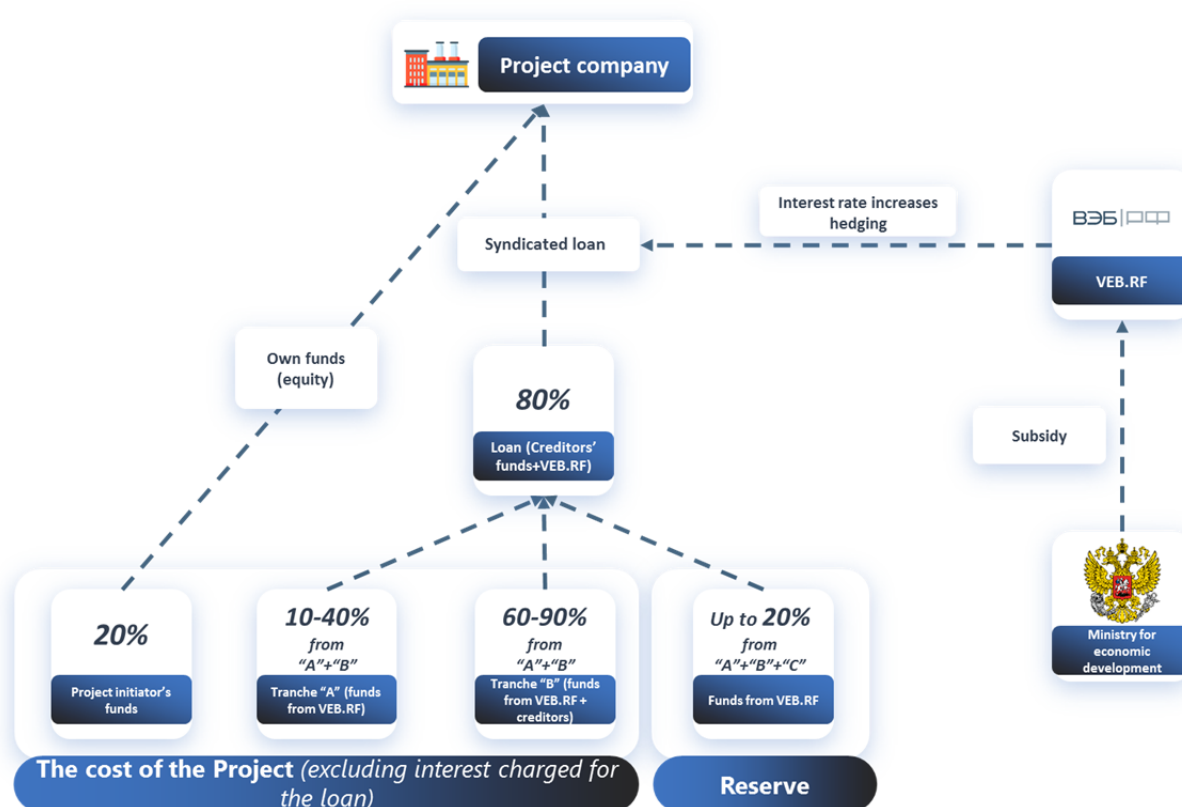 Project company
Interest rate increases
hedging
ВЭБ|РФ
VEB.RF
Syndicated loan
Own funds
(equity)
80%
Loan (Creditors’
funds+VEB.RF)
Subsidy
20%
Project initiator’s
funds
10-40%
from
“A”+“B”
Tranche “A” (funds
from VEB.RF)
60-90%
from
“A”+“B”
Tranche “B” (funds
from VEB.RF +
creditors)
Up to 20%
from
“A”+“B”+“C”
Funds from VEB.RF
Ministry for
economic
development
The cost of the Project (excluding interest charged for
the loan)
Reserve